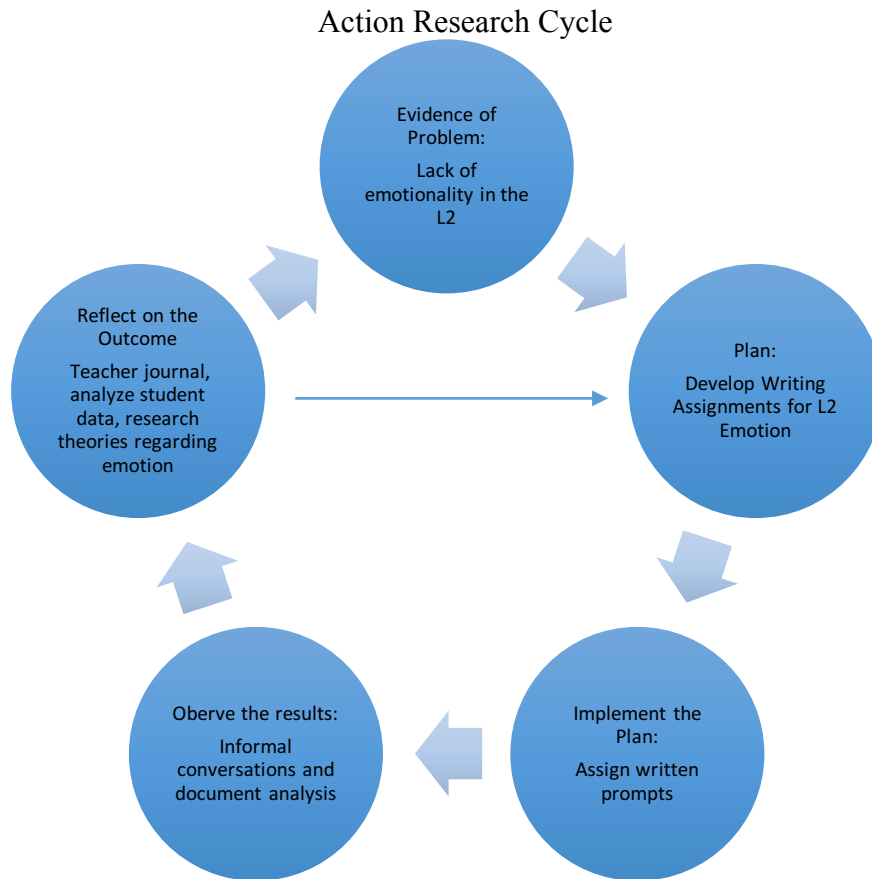 Action Research Cycle
Evidence of
Problem:
Lack of
emotionality in the
L2
Plan:
Develop Writing
Assignments for L2
Emotion
Implement the
Plan:
Assign written
prompts
Oberve the results:
Informal
conversations and
document analysis
Reflect on the
Outcome
Teacher journal,
analyze student
data, research
theories regarding
emotion